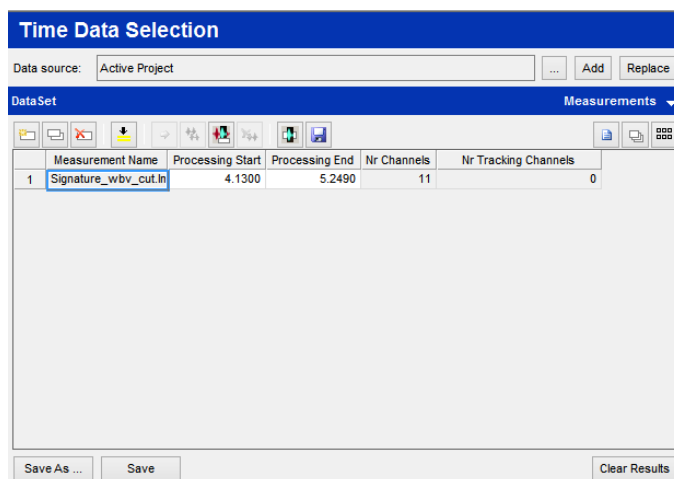 Time Data Selection
Data source: Active Project ... Add Replace
DataSet Measurements
Measurement Name Processing Start Processing End Nr Channels Nr Tracking Channels
1 Signature_wbv_cut.ln 4.1300 5.2490 11 0
Save As ... Save Clear Results